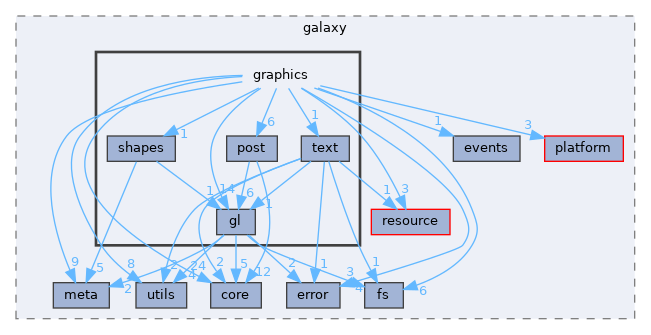 galaxy
graphics
1
6
1
1
3
shapes
post
text
events
platform
1
14
6
1
1
3
gl
resource
9
5
8
2
2
4
24
2
5
12
2
1
3
4
1
6
meta
utils
core
error
fs